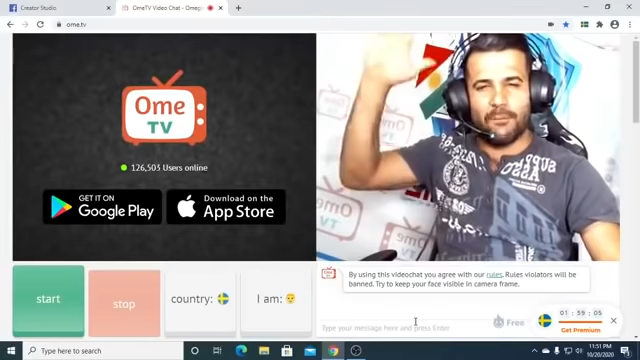 Creator Studio
OmeTV Video Chat - Omegle
ome.tv
Ome
TV
126,503 Users online
GET IT ON
Google Play
Download on the
App Store
By using this videochat you agree with our rules. Rules violators will be
banned. Try to keep your face visible in camera frame.
start
stop
country:
I am:
Type your message here and press Enter
Free
01 : 59 : 05
Get Premium
Type here to search
11:51 PM
10/20/2020